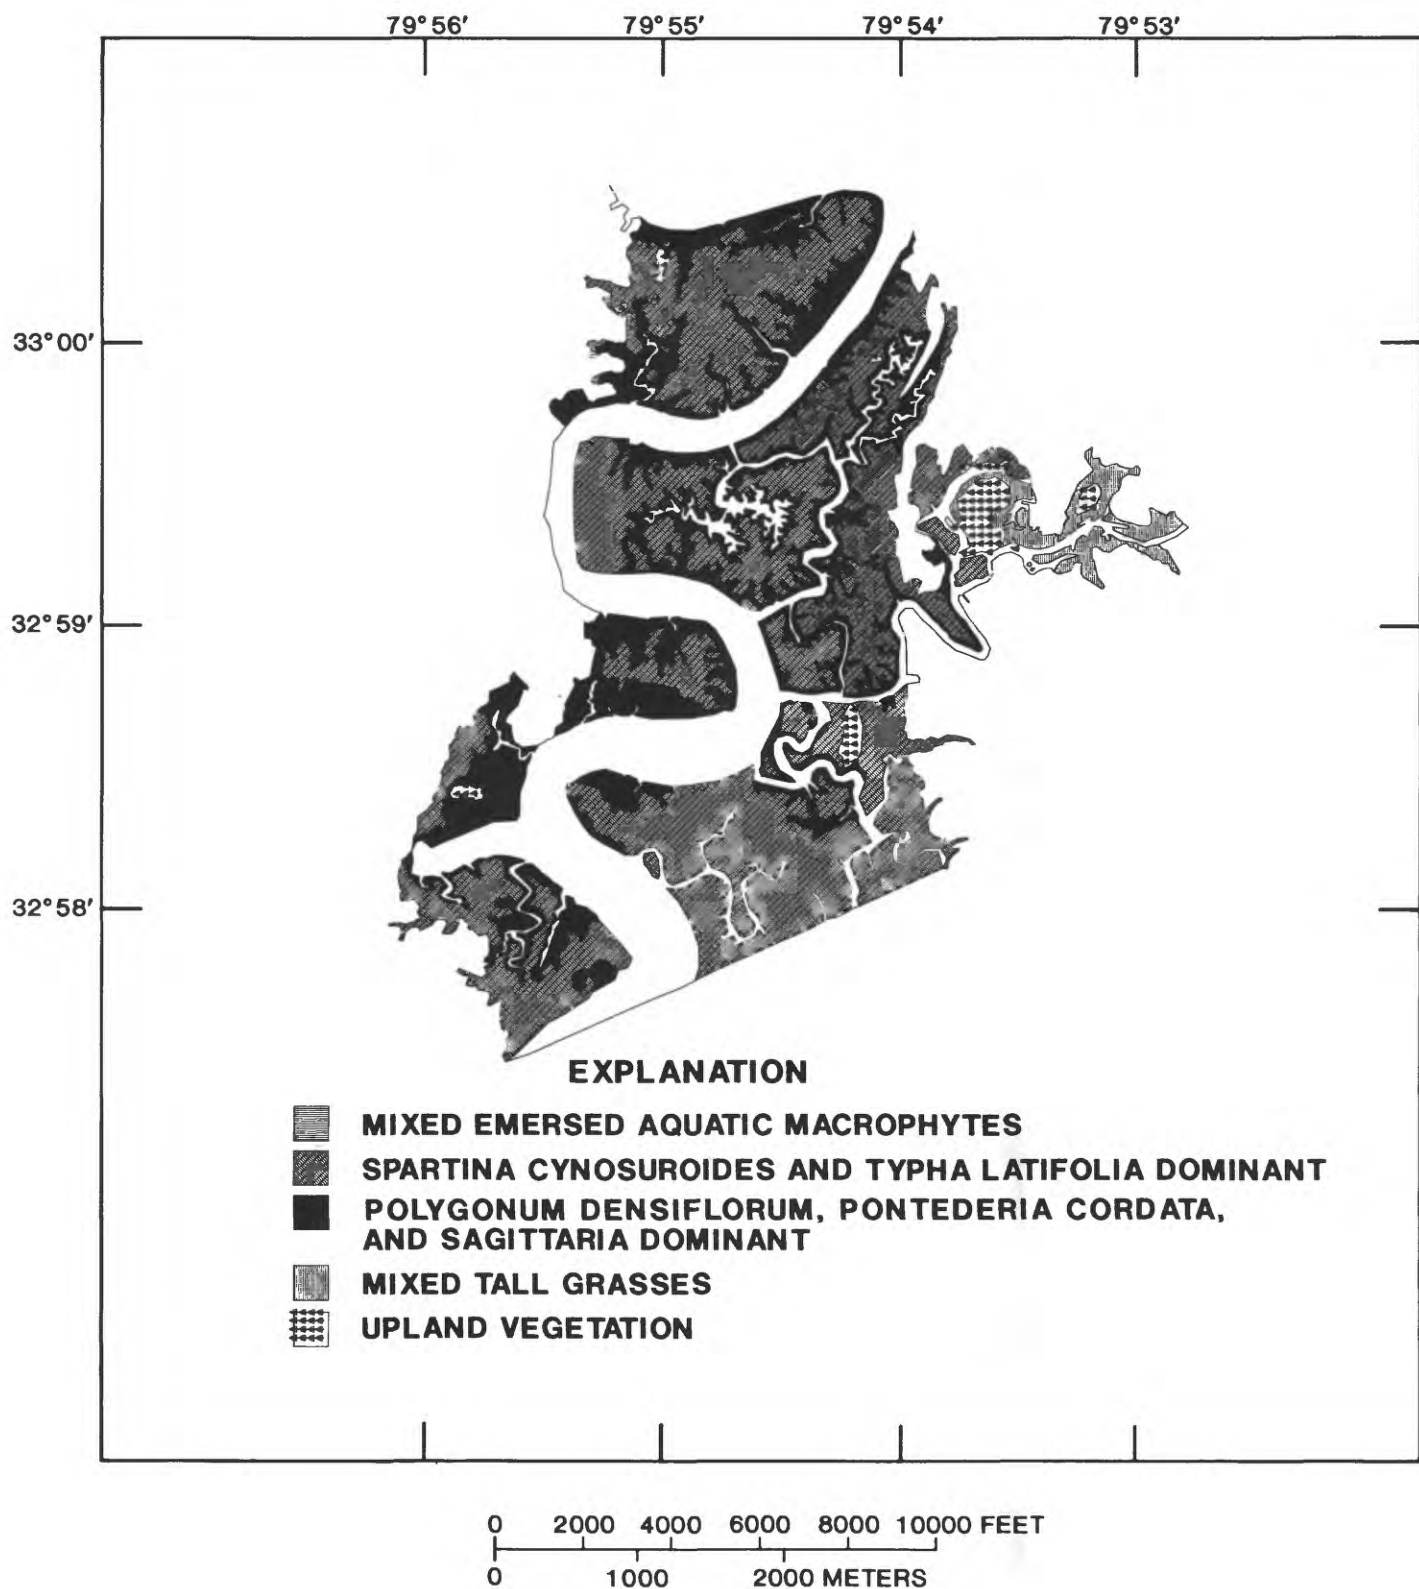 79°56′ 79°55′ 79°54′ 79°53′
33°00′
32°59′
32°58′
EXPLANATION
MIXED EMERSED AQUATIC MACROPHYTES
SPARTINA CYNOSUROIDES AND TYPHA LATIFOLIA DOMINANT
POLYGONUM DENSIFLORUM, PONTEDERIA CORDATA,
AND SAGITTARIA DOMINANT
MIXED TALL GRASSES
UPLAND VEGETATION
0 2000 4000 6000 8000 10000 FEET
0 1000 2000 METERS